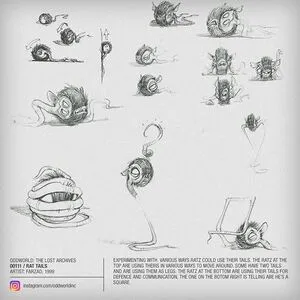 ODDWORLD: THE LOST ARCHIVES
OD111 / RAT TAILS
ARTIST: FARZAD, 1999
EXPERIMENTING WITH. VARIOUS WAYS RATZ COULD USE THEIR TAILS. THE RATZ AT THE
TOP ARE USING THEIRS IN VARIOUS WAYS TO MOVE AROUND. SOME HAVE TWO TAILS
AND ARE USING THEM AS LEGS. THE RATZ AT THE BOTTOM ARE USING THEIR TAILS FOR
DEFENCE AND COMMUNICATION. THE ONE ON THE BOTTOM RIGHT IS TELLING ABE HE'S A
SQUARE.
instagram.com/oddworldinc